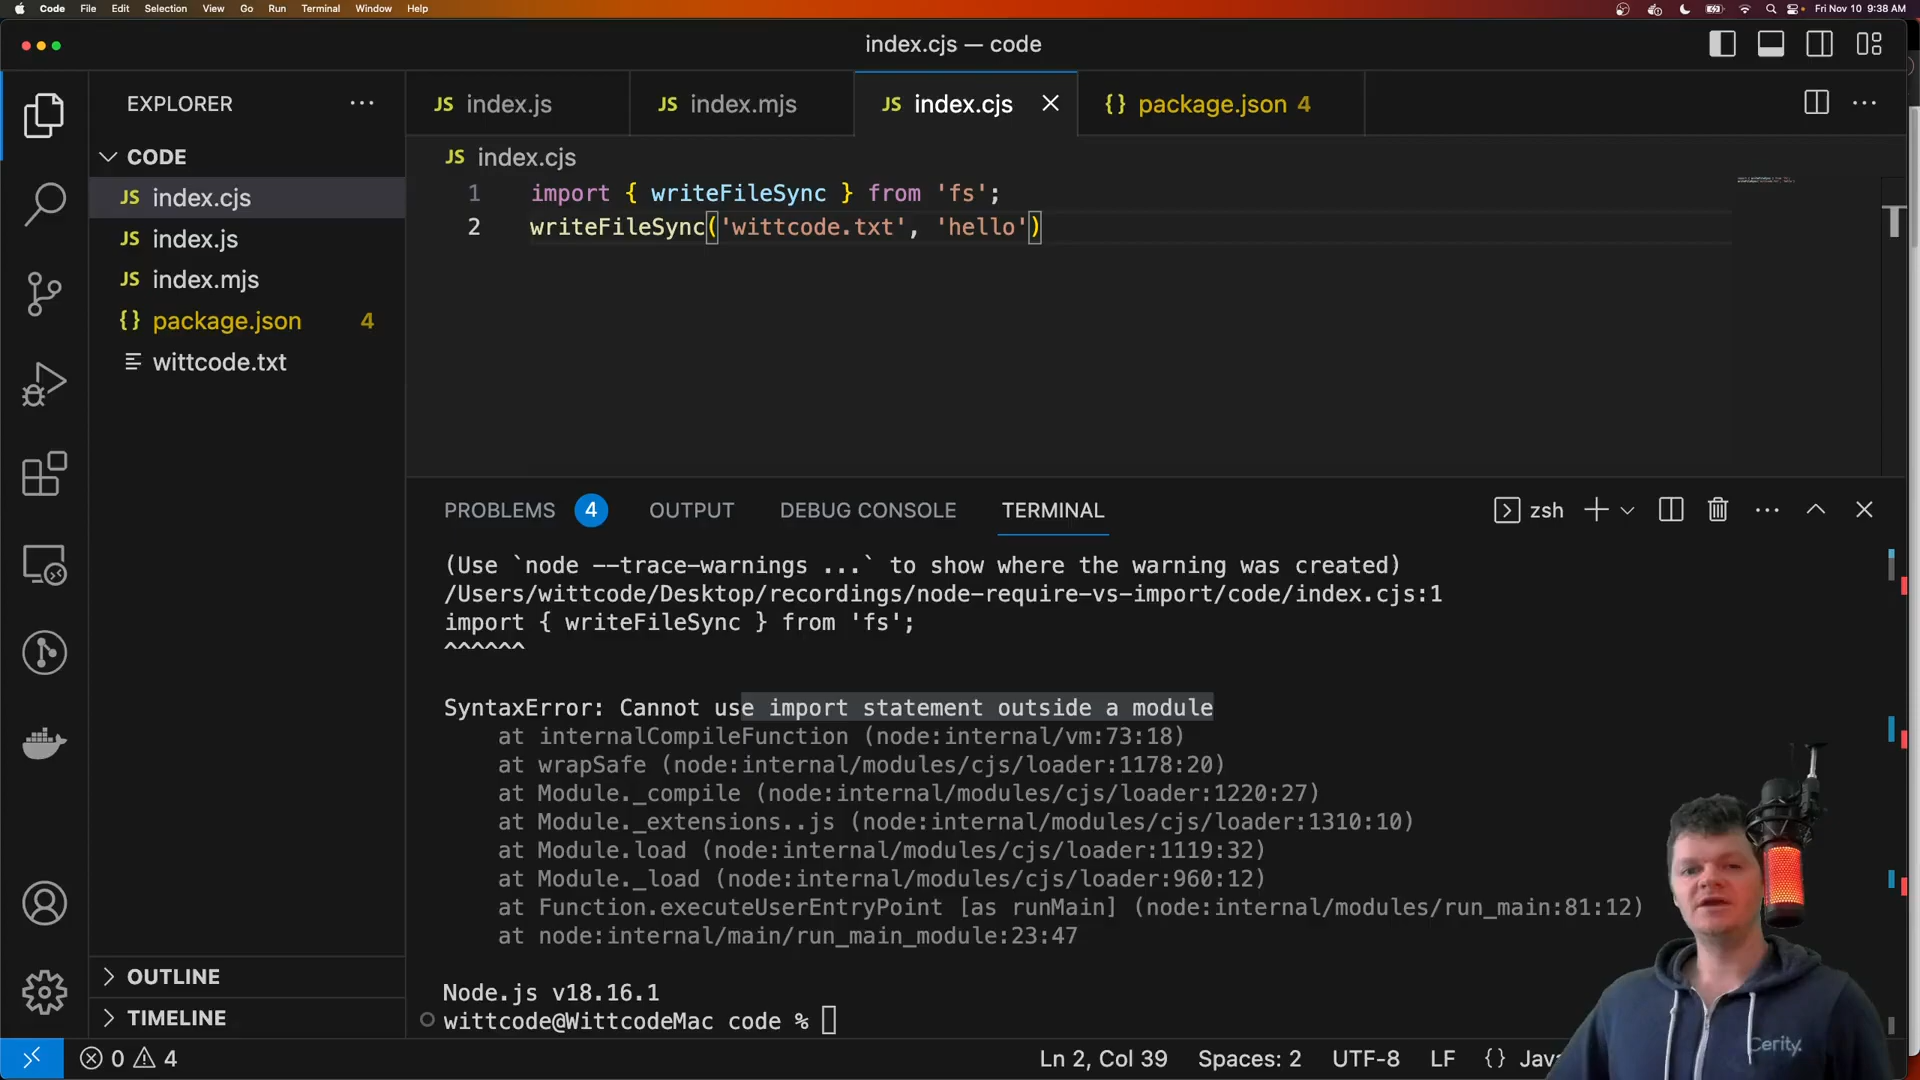 Code File Edit Selection View Go Run Terminal Window Help
Fri Nov 10 9:38 AM
index.cjs — code
EXPLORER
CODE
JS index.cjs
JS index.js
JS index.mjs
{} package.json 4
wittcode.txt
OUTLINE
TIMELINE
JS index.js
JS index.mjs
JS index.cjs
{} package.json 4
JS index.cjs
1 import { writeFileSync } from 'fs';
2 writeFileSync('wittcode.txt', 'hello')
PROBLEMS 4 OUTPUT DEBUG CONSOLE TERMINAL
zsh
(Use `node --trace-warnings ...` to show where the warning was created)
/Users/wittcode/Desktop/recordings/node-require-vs-import/code/index.cjs:1
import { writeFileSync } from 'fs';
^^^^^^
SyntaxError: Cannot use import statement outside a module
at internalCompileFunction (node:internal/vm:73:18)
at wrapSafe (node:internal/modules/cjs/loader:1178:20)
at Module._compile (node:internal/modules/cjs/loader:1220:27)
at Module._extensions..js (node:internal/modules/cjs/loader:1310:10)
at Module.load (node:internal/modules/cjs/loader:1119:32)
at Module._load (node:internal/modules/cjs/loader:960:12)
at Function.executeUserEntryPoint [as runMain] (node:internal/modules/run_main:81:12)
at node:internal/main/run_main_module:23:47
Node.js v18.16.1
wittcode@WittcodeMac code %
0 4
Ln 2, Col 39 Spaces: 2 UTF-8 LF {} Jav
Cerity.
T